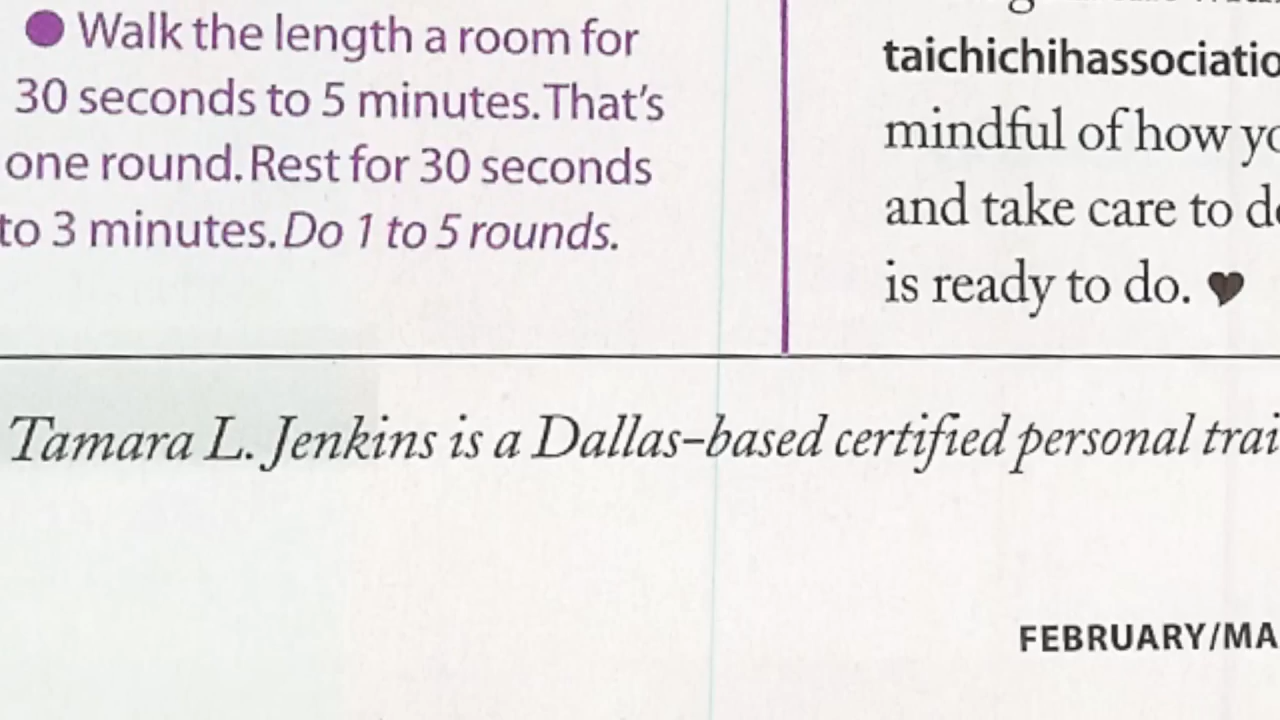 Walk the length a room for
30 seconds to 5 minutes. That's
one round. Rest for 30 seconds
to 3 minutes. Do 1 to 5 rounds.
taichichihassociatio
mindful of how yo
and take care to do
is ready to do.
Tamara L. Jenkins is a Dallas-based certified personal trai
FEBRUARY/MA